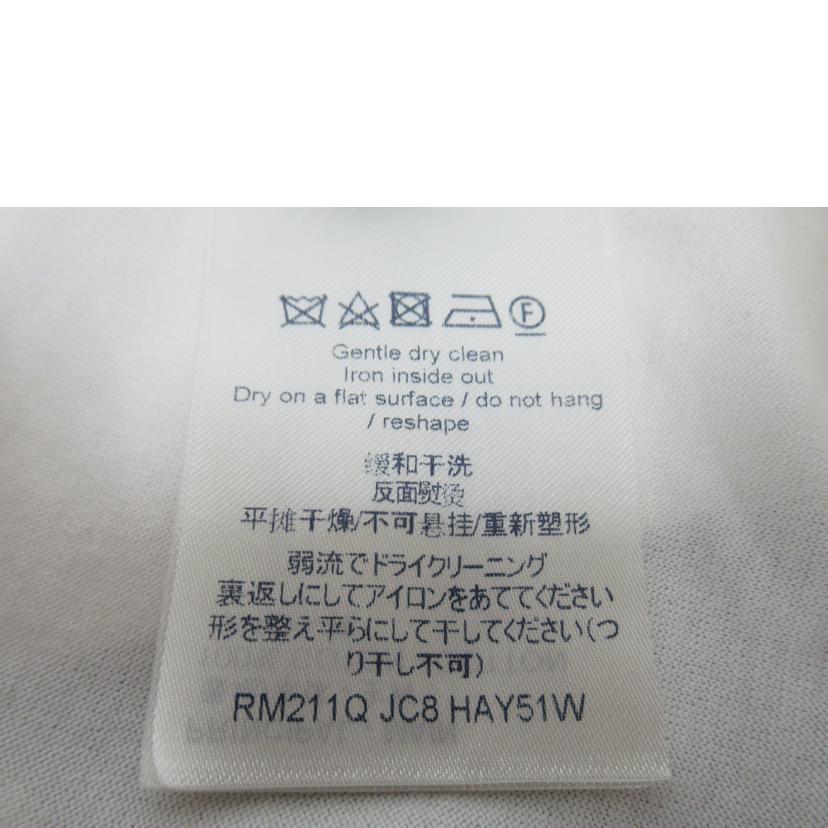 F
Gentle dry clean
Iron inside out
Dry on a flat surface / do not hang
/ reshape
缓和干洗
反面熨烫
平摊干燥/不可悬挂/重新塑形
弱流でドライクリーニング
裏返しにしてアイロンをあててください
形を整え平らにして干してください(つ
り干し不可)
RM211Q JC8 HAY51W